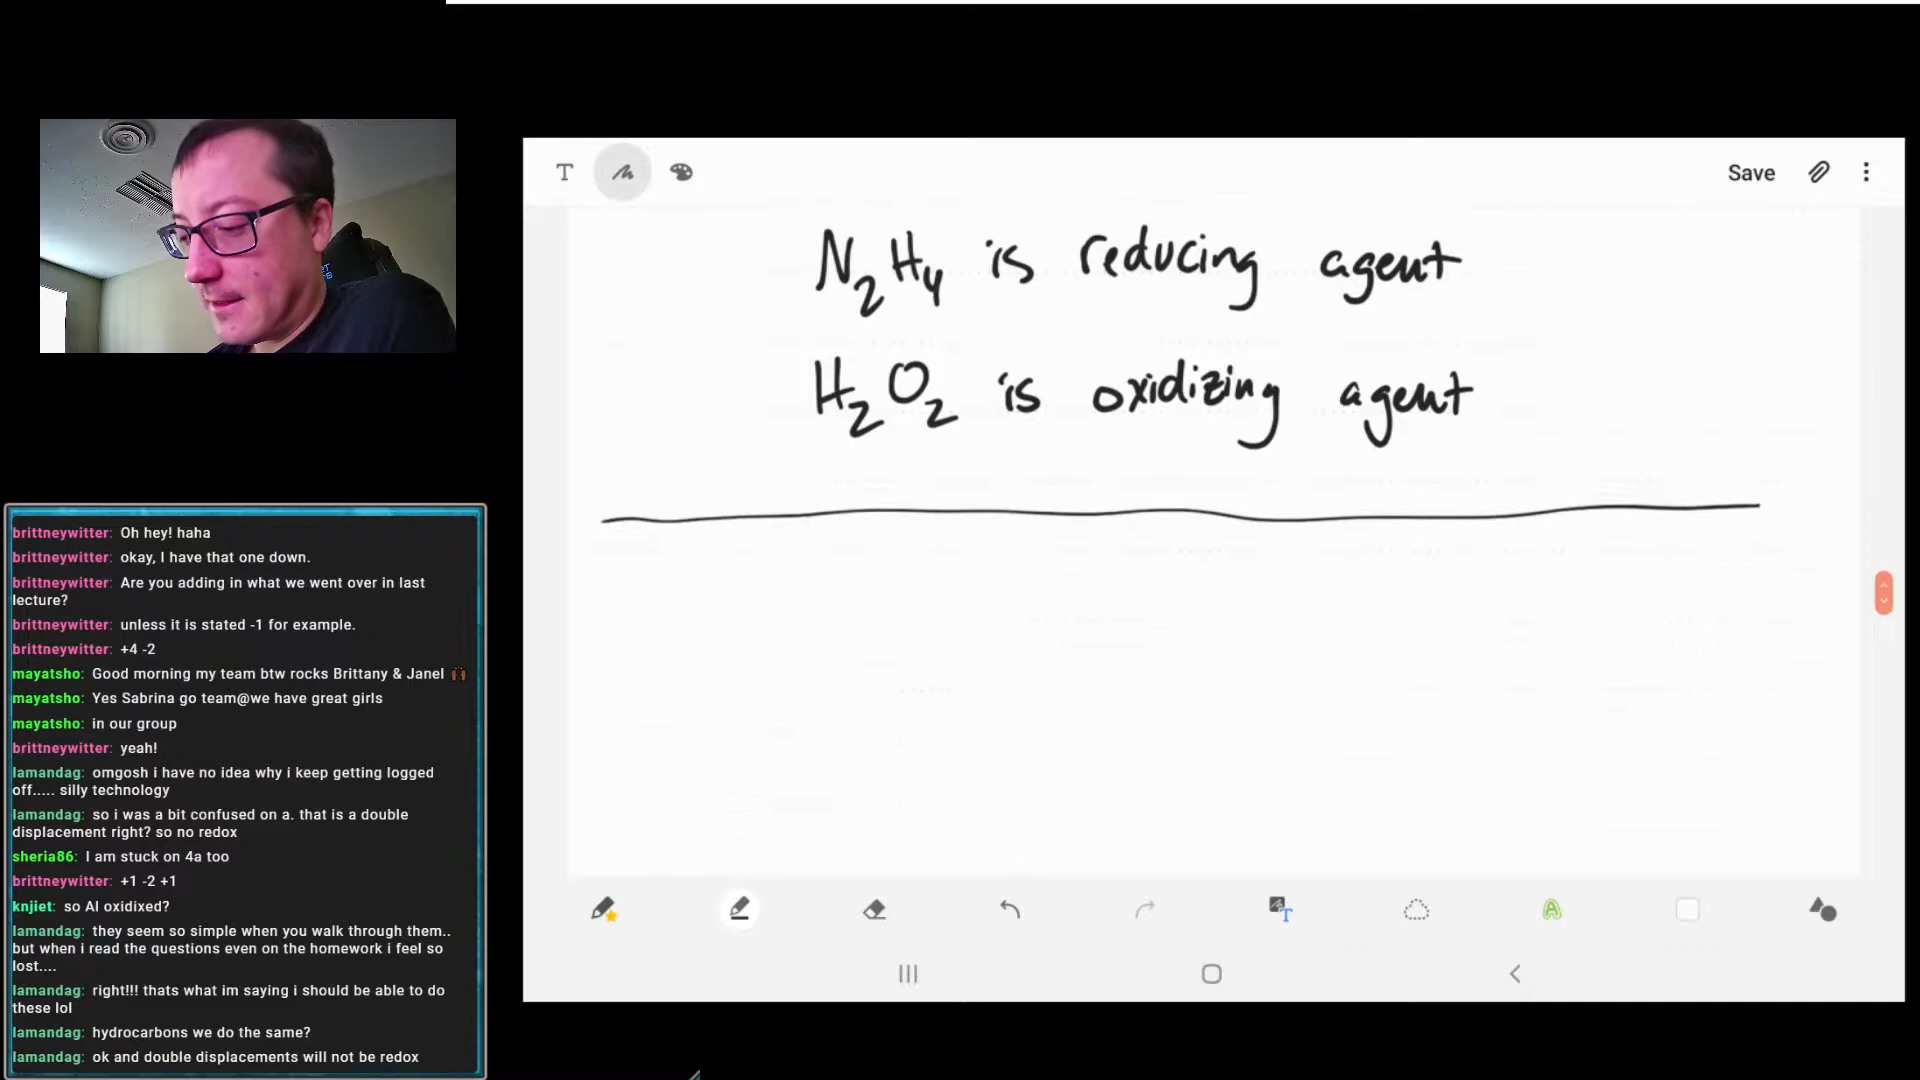 T
Save
N2H4 is reducing agent
H2O2 is oxidizing agent
brittneywitter: Oh hey! haha
brittneywitter: okay, I have that one down.
brittneywitter: Are you adding in what we went over in last
lecture?
brittneywitter: unless it is stated -1 for example.
brittneywitter: +4 -2
mayatsho: Good morning my team btw rocks Brittany & Janel
mayatsho: Yes Sabrina go team@we have great girls
mayatsho: in our group
brittneywitter: yeah!
lamandag: omgosh i have no idea why i keep getting logged
off..... silly technology
lamandag: so i was a bit confused on a. that is a double
displacement right? so no redox
sheria86: I am stuck on 4a too
brittneywitter: +1 -2 +1
knjiet: so Al oxidixed?
lamandag: they seem so simple when you walk through them..
but when i read the questions even on the homework i feel so
lost....
lamandag: right!!! thats what im saying i should be able to do
these lol
lamandag: hydrocarbons we do the same?
lamandag: ok and double displacements will not be redox
T
A